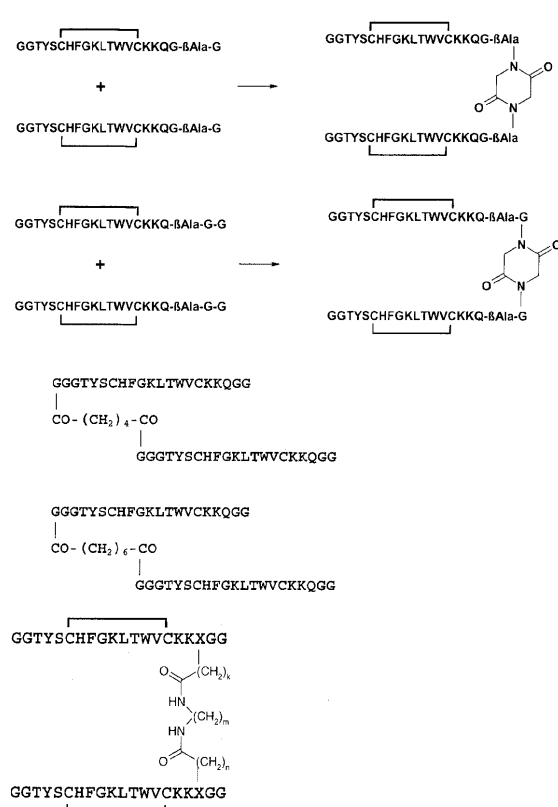 GGTYSCHFGKLTWVCKKQG-ßAla-G
+
GGTYSCHFGKLTWVCKKQG-ßAla-G
GGTYSCHFGKLTWVCKKQG-ßAla
N
O
O
N
GGTYSCHFGKLTWVCKKQG-ßAla
GGTYSCHFGKLTWVCKKQ-ßAla-G-G
+
GGTYSCHFGKLTWVCKKQ-ßAla-G-G
GGTYSCHFGKLTWVCKKQ-ßAla-G
N
O
O
N
GGTYSCHFGKLTWVCKKQ-ßAla-G
GGGTYSCHFGKLTWVCKKQGG
CO-(CH₂)₄-CO
GGGTYSCHFGKLTWVCKKQGG
GGGTYSCHFGKLTWVCKKQGG
CO-(CH₂)₆-CO
GGGTYSCHFGKLTWVCKKQGG
GGTYSCHFGKLTWVCKKXGG
O (CH₂)k
HN
(CH₂)m
HN
O (CH₂)n
GGTYSCHFGKLTWVCKKXGG